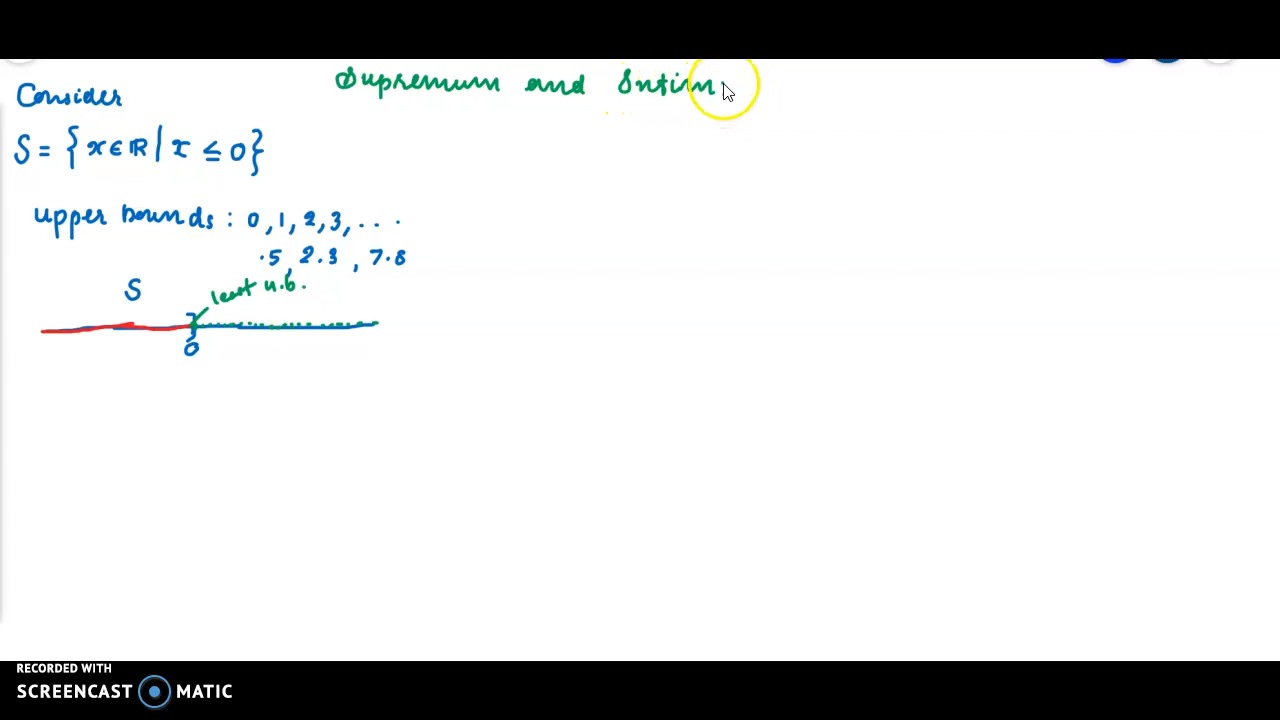 Supremum and Infim
Consider
S = {x ∈ ℝ | x ≤ 0}
upper bounds : 0, 1, 2, 3, ...
.5, 2.3, 7.8
least u.b.
S
0
RECORDED WITH
SCREENCAST MATIC